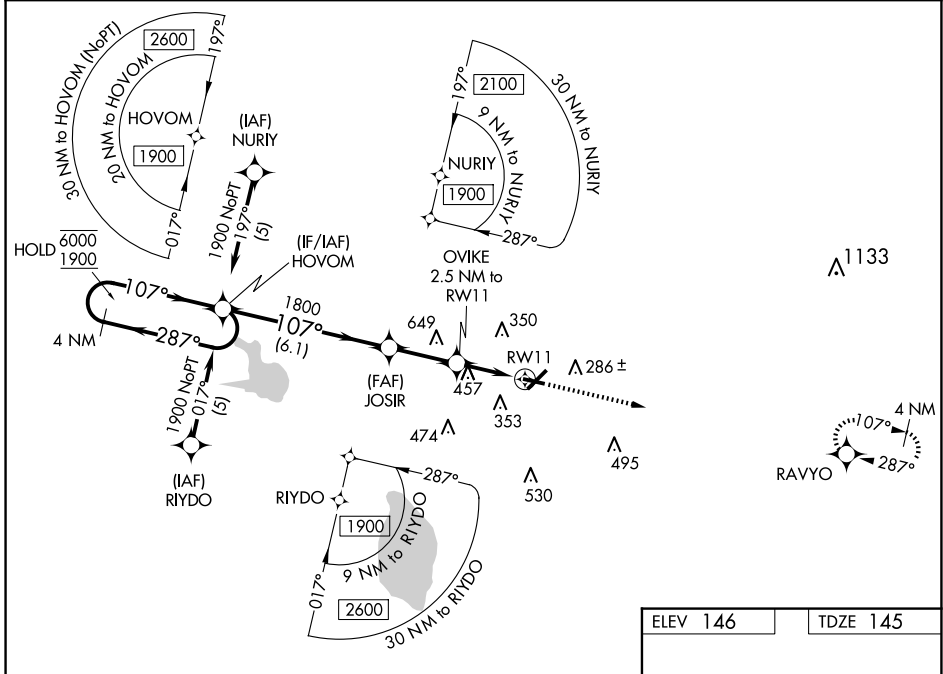 30 NM to HOVOM (NoPT)
20 NM to HOVOM
2600
197°
HOVOM
1900
017°
(IAF)
NURIY
1900 NoPT
197°
(5)
2100
197°
30 NM to NURIY
9 NM to NURIY
NURIY
1900
287°
HOLD 6000
1900
(IF/IAF)
HOVOM
107°
287°
4 NM
1800
107°
(6.1)
OVIKE
2.5 NM to
RW11
1133
649
350
RW11
286 ±
(FAF)
JOSIR
457
353
474
530
495
1900 NoPT
017°
(5)
(IAF)
RIYDO
4 NM
107°
287°
RAVYO
RIYDO
287°
1900
9 NM to RIYDO
017°
2600
30 NM to RIYDO
ELEV 146
TDZE 145